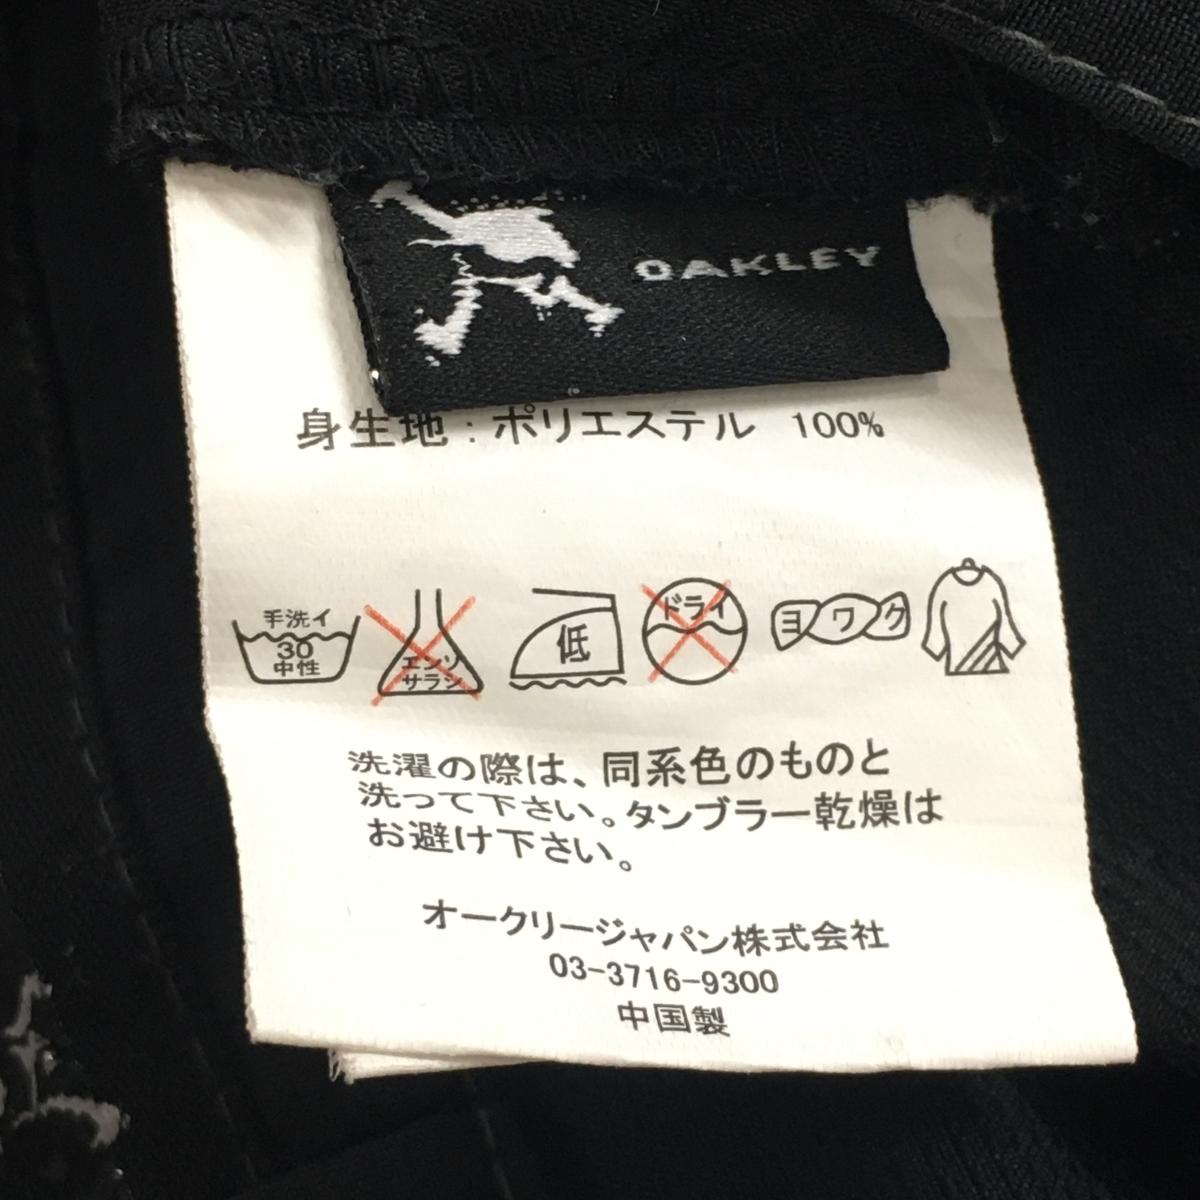 OAKLEY
身生地：ポリエステル 100%
手洗イ
30
中性
エンソ
サラシ
低
ドライ
ヨワク
洗濯の際は、同系色のものと
洗って下さい。タンブラー乾燥は
お避け下さい。
オークリージャパン株式会社
03-3716-9300
中国製